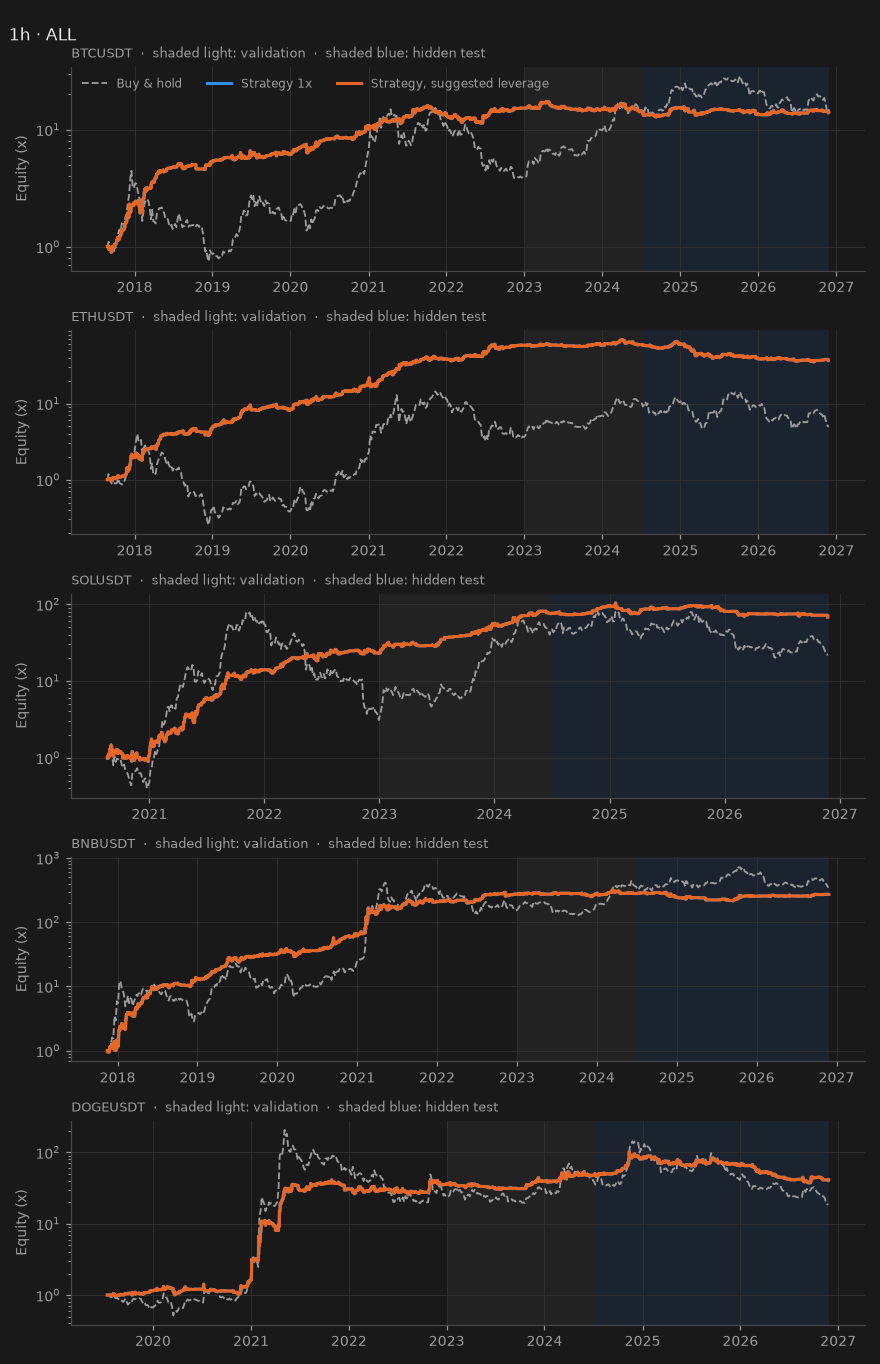 1h · ALL
BTCUSDT · shaded light: validation · shaded blue: hidden test
Buy & hold Strategy 1x Strategy, suggested leverage
Equity (x)
10¹
10⁰
2018 2019 2020 2021 2022 2023 2024 2025 2026 2027
ETHUSDT · shaded light: validation · shaded blue: hidden test
Equity (x)
10¹
10⁰
2018 2019 2020 2021 2022 2023 2024 2025 2026 2027
SOLUSDT · shaded light: validation · shaded blue: hidden test
Equity (x)
10²
10¹
10⁰
2021 2022 2023 2024 2025 2026 2027
BNBUSDT · shaded light: validation · shaded blue: hidden test
Equity (x)
10³
10²
10¹
10⁰
2018 2019 2020 2021 2022 2023 2024 2025 2026 2027
DOGEUSDT · shaded light: validation · shaded blue: hidden test
Equity (x)
10²
10¹
10⁰
2020 2021 2022 2023 2024 2025 2026 2027